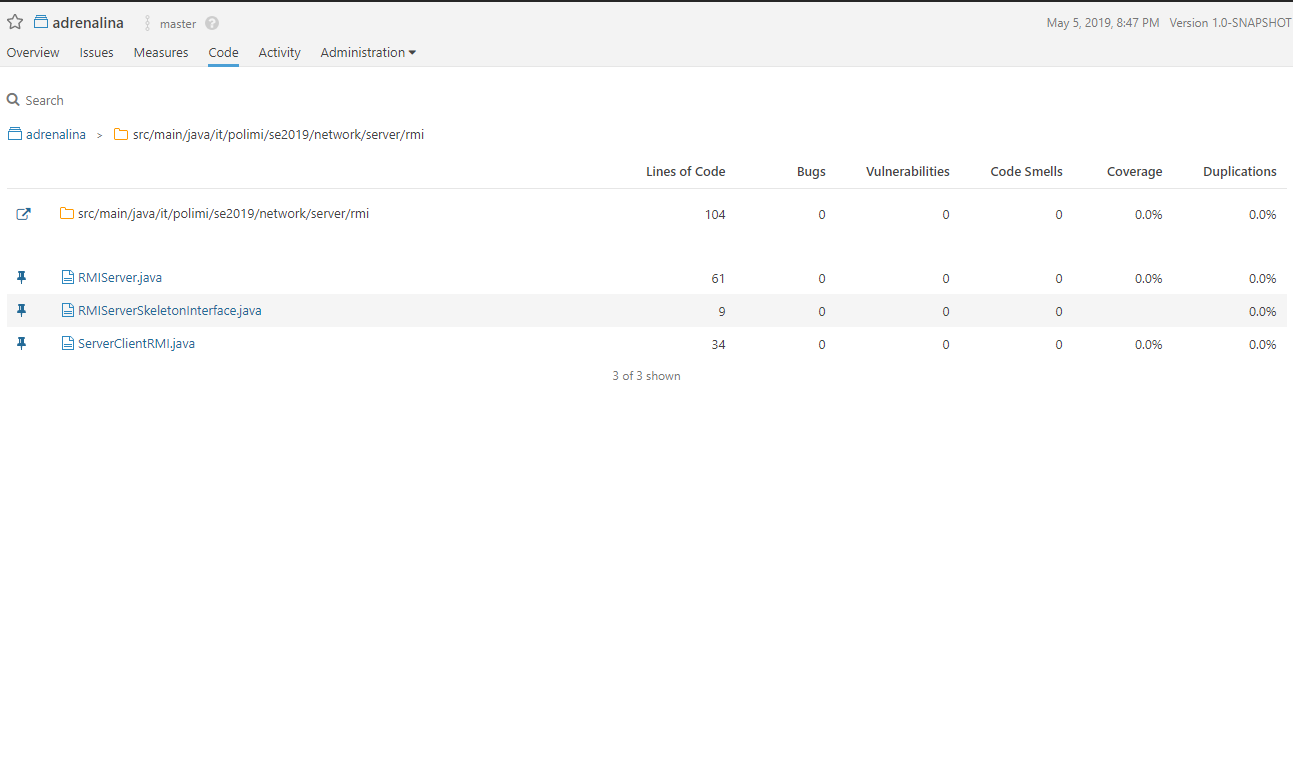 adrenalina master ? May 5, 2019, 8:47 PM Version 1.0-SNAPSHOT
Overview Issues Measures Code Activity Administration
Search
adrenalina > src/main/java/it/polimi/se2019/network/server/rmi
Lines of Code Bugs Vulnerabilities Code Smells Coverage Duplications
src/main/java/it/polimi/se2019/network/server/rmi 104 0 0 0 0.0% 0.0%
RMIServer.java 61 0 0 0 0.0% 0.0%
RMIServerSkeletonInterface.java 9 0 0 0 0.0%
ServerClientRMI.java 34 0 0 0 0.0% 0.0%
3 of 3 shown